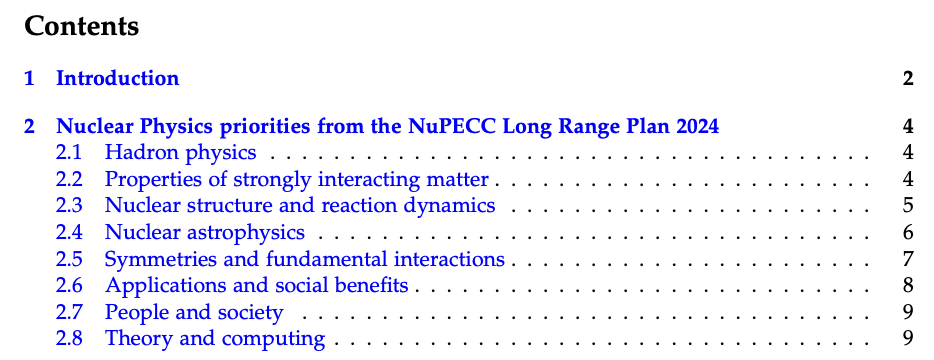 Contents
1 Introduction 2
2 Nuclear Physics priorities from the NuPECC Long Range Plan 2024 4
2.1 Hadron physics . . . . . . . . . . . . . . . . . . . . . . . . . . . . . . . . . . 4
2.2 Properties of strongly interacting matter . . . . . . . . . . . . . . . . . . . . . 4
2.3 Nuclear structure and reaction dynamics . . . . . . . . . . . . . . . . . . . . 5
2.4 Nuclear astrophysics . . . . . . . . . . . . . . . . . . . . . . . . . . . . . . . 6
2.5 Symmetries and fundamental interactions . . . . . . . . . . . . . . . . . . . . 7
2.6 Applications and social benefits . . . . . . . . . . . . . . . . . . . . . . . . . 8
2.7 People and society . . . . . . . . . . . . . . . . . . . . . . . . . . . . . . . . 9
2.8 Theory and computing . . . . . . . . . . . . . . . . . . . . . . . . . . . . . . 9